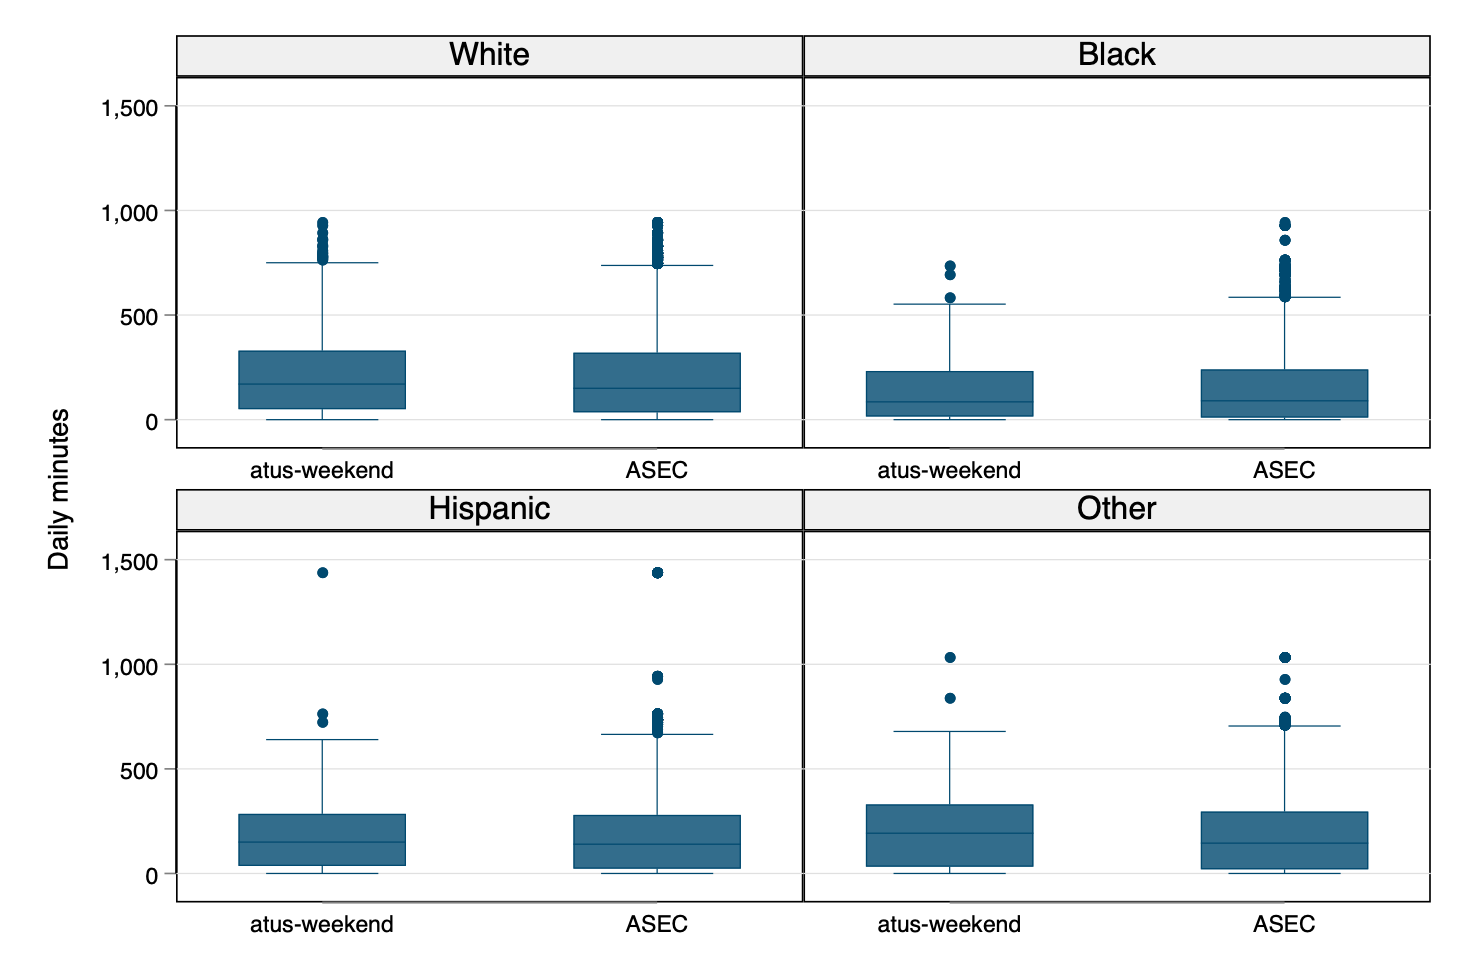 White
Black
Daily minutes
1,500
1,000
500
0
atus-weekend
ASEC
atus-weekend
ASEC
Hispanic
Other
1,500
1,000
500
0
atus-weekend
ASEC
atus-weekend
ASEC